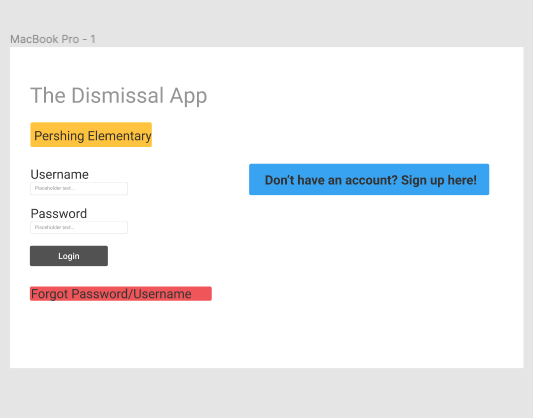 MacBook Pro - 1
The Dismissal App
Pershing Elementary
Username
Placeholder text...
Don't have an account? Sign up here!
Password
Placeholder text...
Login
Forgot Password/Username